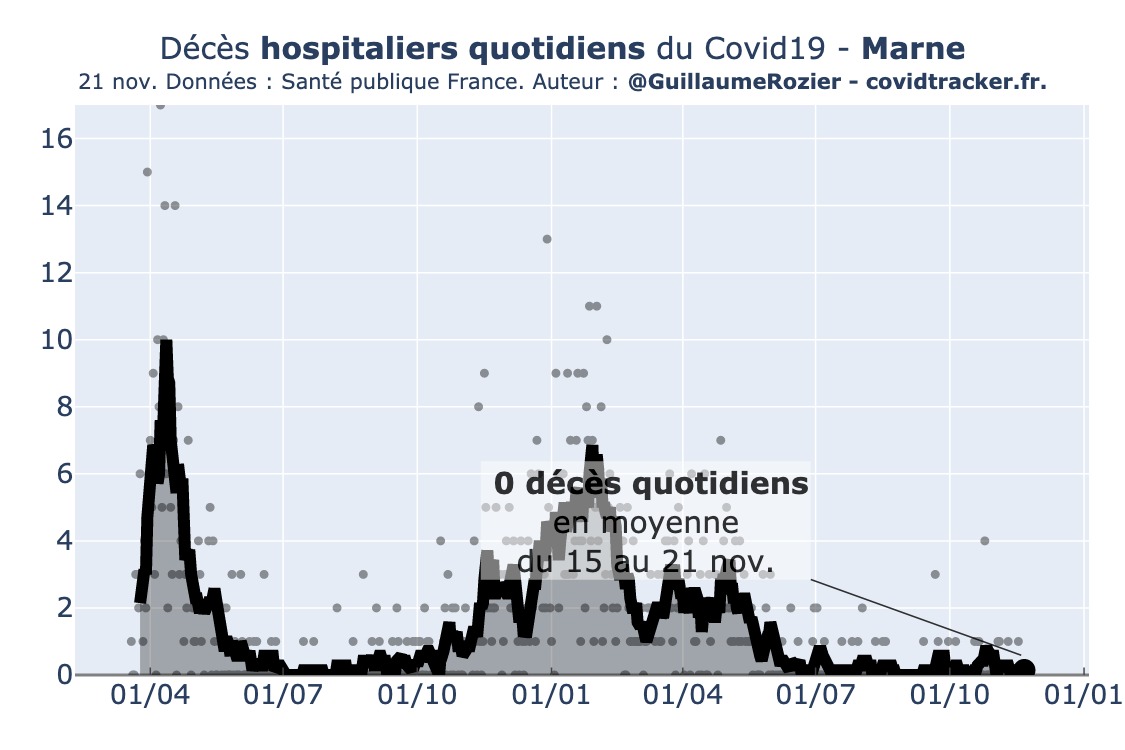 Décès hospitaliers quotidiens du Covid19 - Marne
21 nov. Données : Santé publique France. Auteur : @GuillaumeRozier - covidtracker.fr.
16
14
12
10
8
6
4
2
0
0 décès quotidiens
en moyenne
du 15 au 21 nov.
01/04 01/07 01/10 01/01 01/04 01/07 01/10 01/01